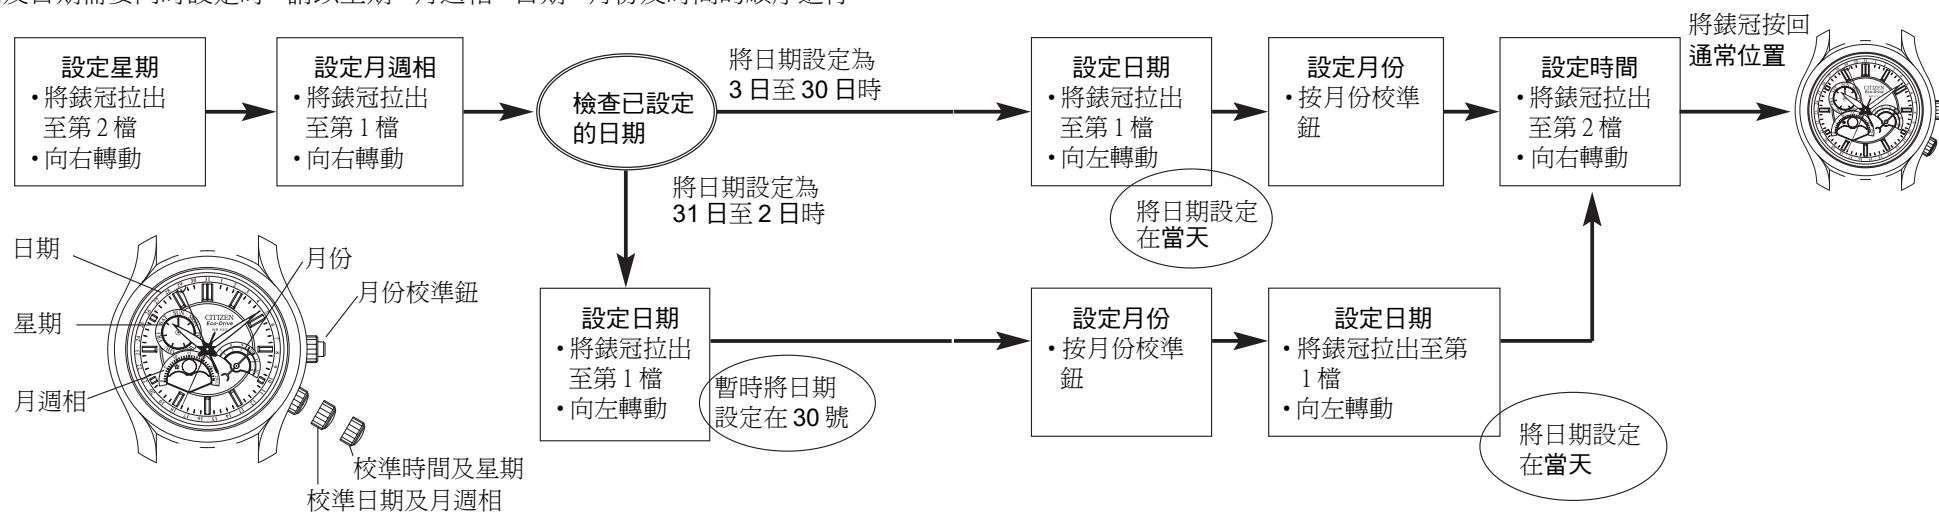 設定星期
•將錶冠拉出
至第2檔
•向右轉動
設定月週相
•將錶冠拉出
至第1檔
•向右轉動
檢查已設定
的日期
將日期設定為
3日至30日時
設定日期
•將錶冠拉出
至第1檔
•向左轉動
將日期設定
在當天
設定月份
•按月份校準
鈕
設定時間
•將錶冠拉出
至第2檔
•向右轉動
將錶冠按回
通常位置
將日期設定為
31日至2日時
設定日期
•將錶冠拉出
至第1檔
•向左轉動
暫時將日期
設定在30號
設定月份
•按月份校準
鈕
設定日期
•將錶冠拉出至第
1檔
•向左轉動
將日期設定
在當天
日期
月份
月份校準鈕
星期
月週相
CITIZEN
Eco-Drive
校準時間及星期
校準日期及月週相